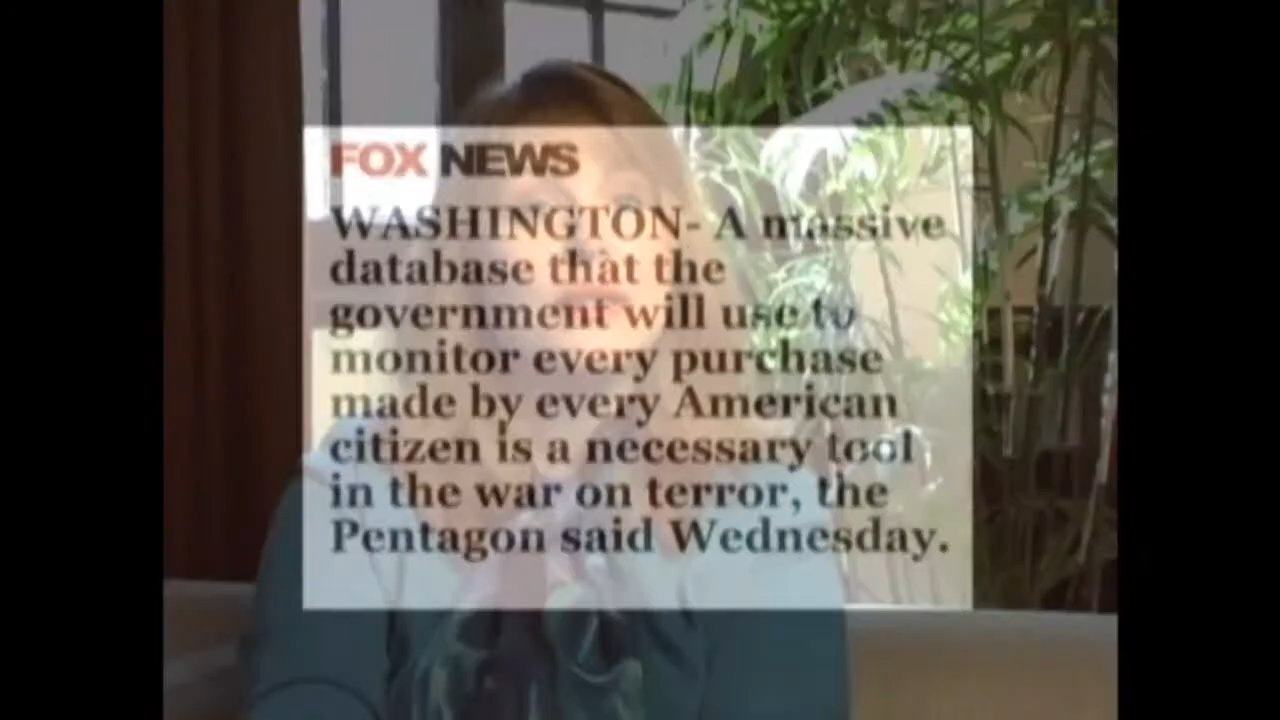 FOX NEWS
WASHINGTON- A massive
database that the
government will use to
monitor every purchase
made by every American
citizen is a necessary tool
in the war on terror, the
Pentagon said Wednesday.